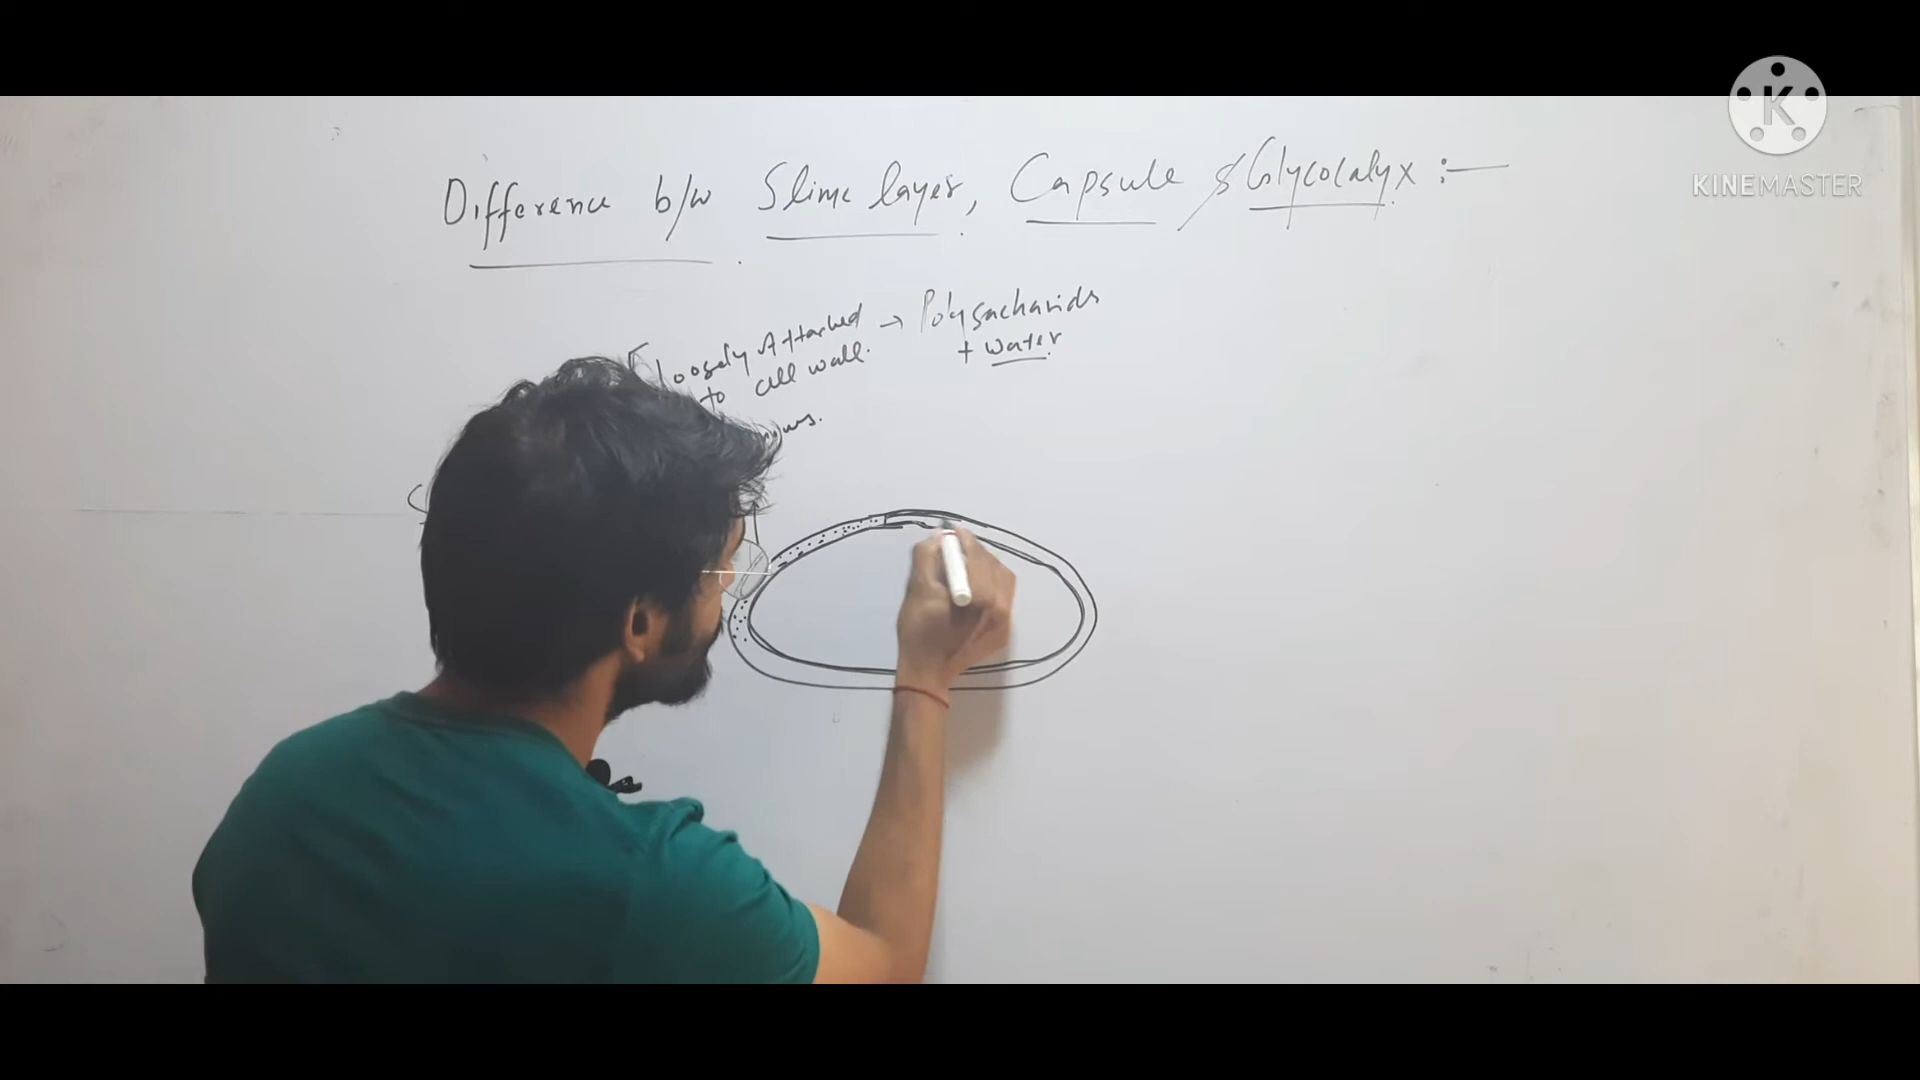 KINEMASTER
Difference b/w Slime layer, Capsule & Glycocalyx :-
loosely Attached → Polysacharids
to cell wall. + water.